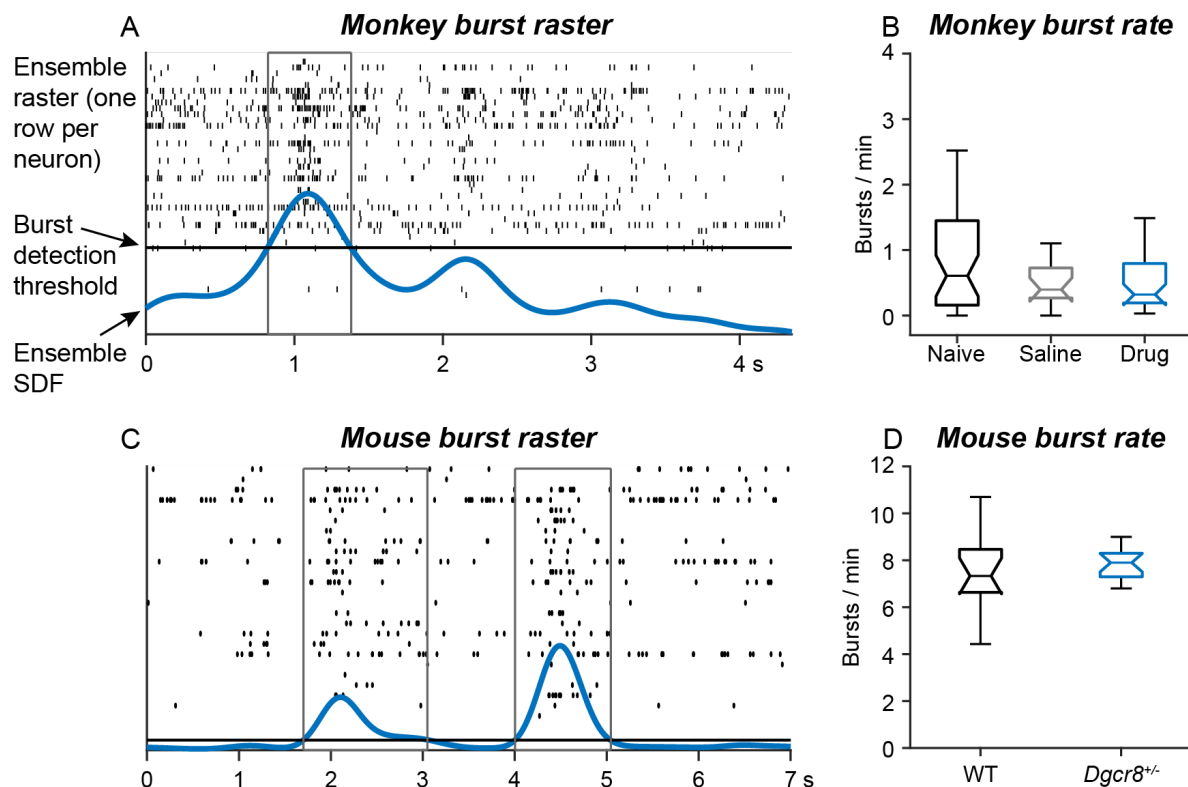 A
Monkey burst raster
Ensemble
raster (one
row per
neuron)
Burst
detection
threshold
Ensemble
SDF
0
1
2
3
4 s
B
Monkey burst rate
Bursts / min
4
3
2
1
0
Naive
Saline
Drug
C
Mouse burst raster
0
1
2
3
4
5
6
7 s
D
Mouse burst rate
Bursts / min
12
10
8
6
4
2
0
WT
Dgcr8+/-